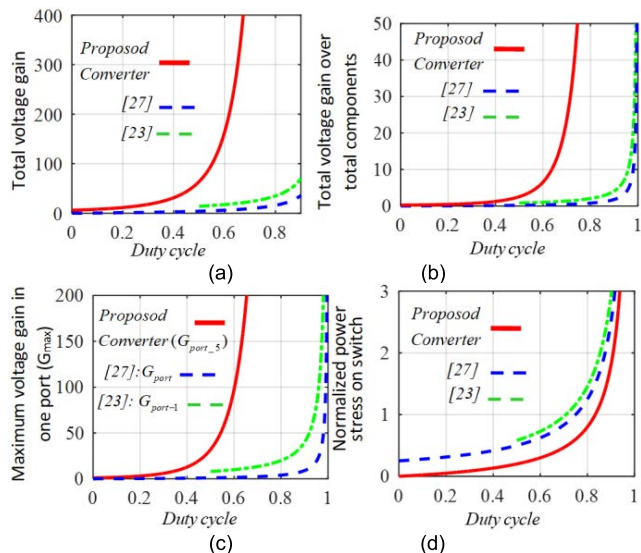 400
300
200
100
0
Total voltage gain
Proposod
Converter
[27]
[23]
0
0.2
0.4
0.6
0.8
Duty cycle
(a)
50
40
30
20
10
0
Total voltage gain over
total components
Proposod
Converter
[27]
[23]
0
0.2
0.4
0.6
0.8
1
Duty cycle
(b)
200
150
100
50
0
Maximum voltage gain in
one port (Gmax)
Proposod
Converter (Gport_5)
[27]: Gport
[23]: Gport-1
0
0.2
0.4
0.6
0.8
1
Duty cycle
(c)
3
2
1
0
Normalized power
stress on switch
Proposod
Converter
[27]
[23]
0
0.2
0.4
0.6
0.8
1
Duty cycle
(d)